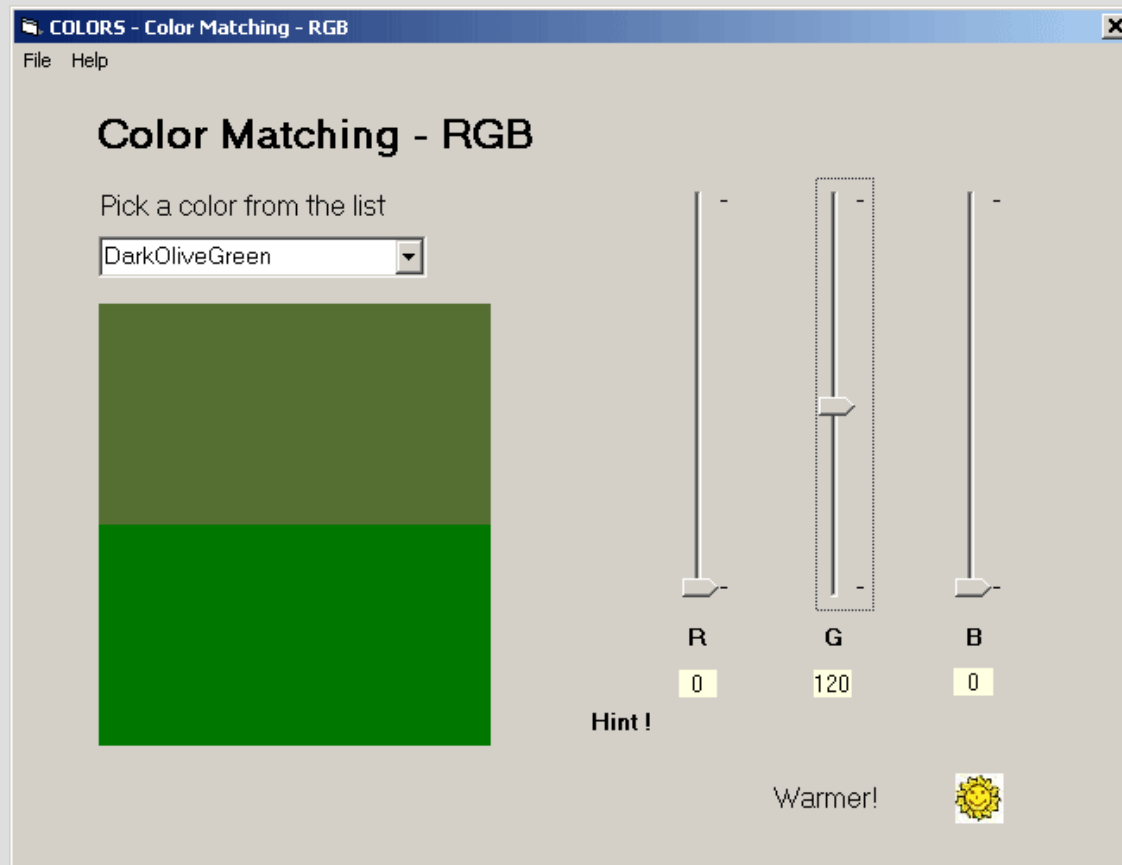 COLORS - Color Matching - RGB
File Help
Color Matching - RGB
Pick a color from the list
DarkOliveGreen
- - -
- - -
R G B
0 120 0
Hint !
Warmer!